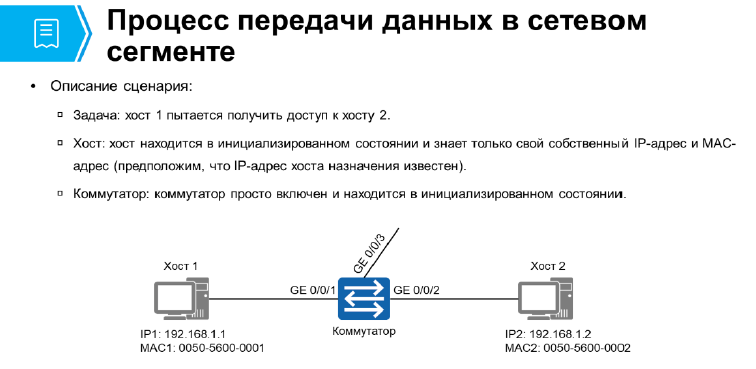 Процесс передачи данных в сетевом
сегменте
• Описание сценария:
▫ Задача: хост 1 пытается получить доступ к хосту 2.
▫ Хост: хост находится в инициализированном состоянии и знает только свой собственный IP-адрес и MAC-
адрес (предположим, что IP-адрес хоста назначения известен).
▫ Коммутатор: коммутатор просто включен и находится в инициализированном состоянии.
GE 0/0/3
Хост 1
Хост 2
GE 0/0/1
GE 0/0/2
Коммутатор
IP1: 192.168.1.1
MAC1: 0050-5600-0001
IP2: 192.168.1.2
MAC2: 0050-5600-0002